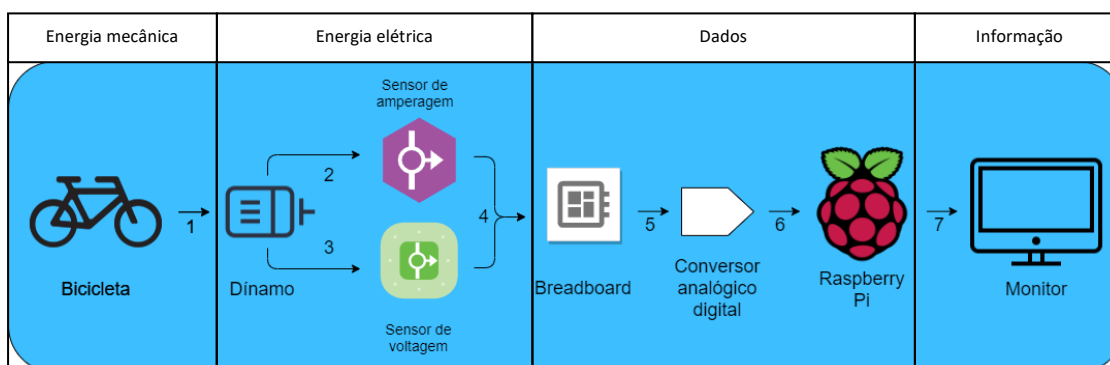 Energia mecânica
Energia elétrica
Dados
Informação
Sensor de
amperagem
2
1
3
4
5
6
7
Bicicleta
Dínamo
Sensor de
voltagem
Breadboard
Conversor
analógico
digital
Raspberry
Pi
Monitor